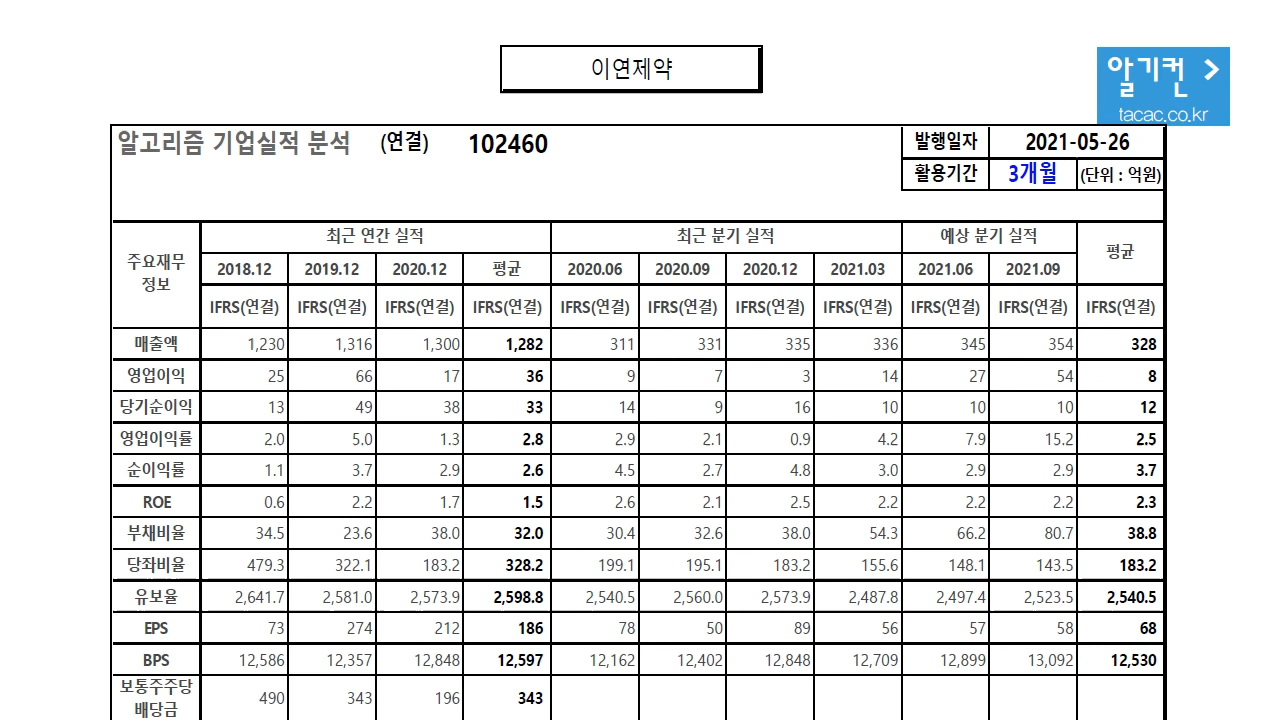 이연제약
알기컨 >
tacac.co.kr
알고리즘 기업실적 분석 (연결) 102460 발행일자 2021-05-26
활용기간 3개월 (단위 : 억원)
주요재무 정보 최근 연간 실적 최근 분기 실적 예상 분기 실적 평균
2018.12 2019.12 2020.12 평균 2020.06 2020.09 2020.12 2021.03 2021.06 2021.09
IFRS(연결) IFRS(연결) IFRS(연결) IFRS(연결) IFRS(연결) IFRS(연결) IFRS(연결) IFRS(연결) IFRS(연결) IFRS(연결) IFRS(연결)
매출액 1,230 1,316 1,300 1,282 311 331 335 336 345 354 328
영업이익 25 66 17 36 9 7 3 14 27 54 8
당기순이익 13 49 38 33 14 9 16 10 10 10 12
영업이익률 2.0 5.0 1.3 2.8 2.9 2.1 0.9 4.2 7.9 15.2 2.5
순이익률 1.1 3.7 2.9 2.6 4.5 2.7 4.8 3.0 2.9 2.9 3.7
ROE 0.6 2.2 1.7 1.5 2.6 2.1 2.5 2.2 2.2 2.2 2.3
부채비율 34.5 23.6 38.0 32.0 30.4 32.6 38.0 54.3 66.2 80.7 38.8
당좌비율 479.3 322.1 183.2 328.2 199.1 195.1 183.2 155.6 148.1 143.5 183.2
유보율 2,641.7 2,581.0 2,573.9 2,598.8 2,540.5 2,560.0 2,573.9 2,487.8 2,497.4 2,523.5 2,540.5
EPS 73 274 212 186 78 50 89 56 57 58 68
BPS 12,586 12,357 12,848 12,597 12,162 12,402 12,848 12,709 12,899 13,092 12,530
보통주주당
배당금 490 343 196 343